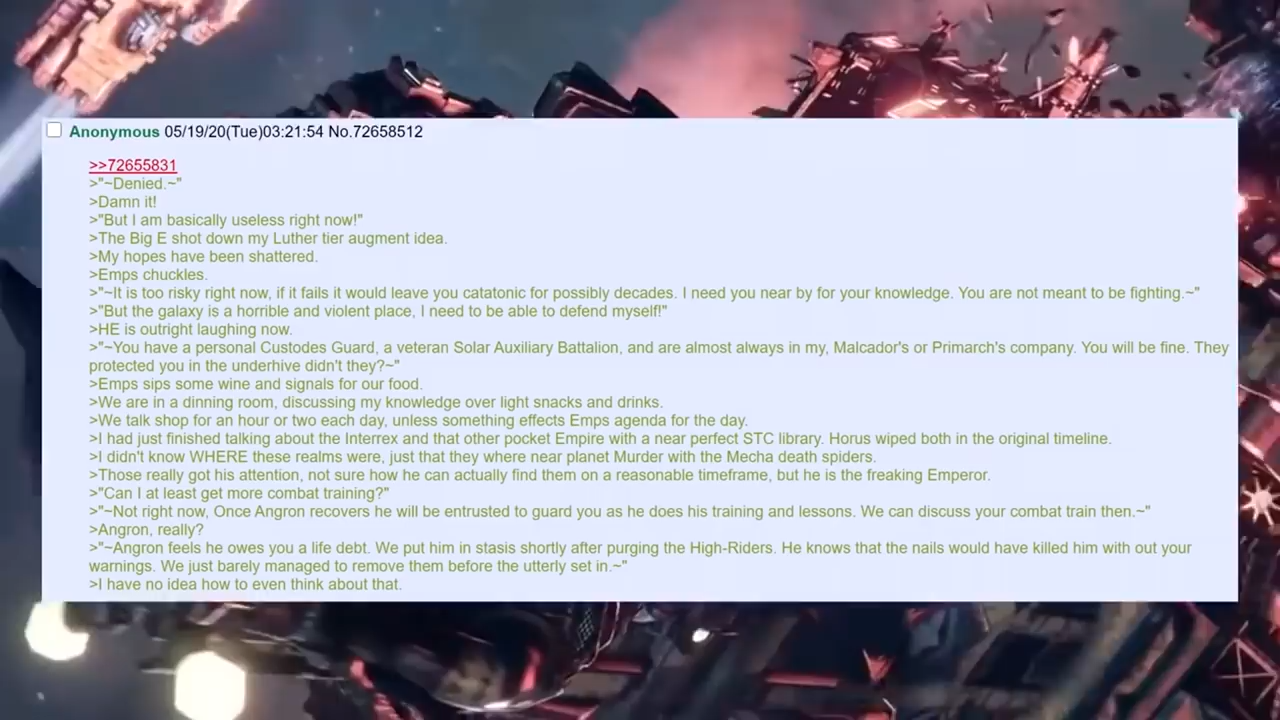 Anonymous 05/19/20(Tue)03:21:54 No.72658512
>>72655831
>"~Denied.~"
>Damn it!
>"But I am basically useless right now!"
>The Big E shot down my Luther tier augment idea.
>My hopes have been shattered.
>Emps chuckles.
>"~It is too risky right now, if it fails it would leave you catatonic for possibly decades. I need you near by for your knowledge. You are not meant to be fighting.~"
>"But the galaxy is a horrible and violent place, I need to be able to defend myself!"
>HE is outright laughing now.
>"~You have a personal Custodes Guard, a veteran Solar Auxiliary Battalion, and are almost always in my, Malcador's or Primarch's company. You will be fine. They
protected you in the underhive didn't they?~"
>Emps sips some wine and signals for our food.
>We are in a dinning room, discussing my knowledge over light snacks and drinks.
>We talk shop for an hour or two each day, unless something effects Emps agenda for the day.
>I had just finished talking about the Interrex and that other pocket Empire with a near perfect STC library. Horus wiped both in the original timeline.
>I didn't know WHERE these realms were, just that they where near planet Murder with the Mecha death spiders.
>Those really got his attention, not sure how he can actually find them on a reasonable timeframe, but he is the freaking Emperor.
>"Can I at least get more combat training?"
>"~Not right now, Once Angron recovers he will be entrusted to guard you as he does his training and lessons. We can discuss your combat train then.~"
>Angron, really?
>"~Angron feels he owes you a life debt. We put him in stasis shortly after purging the High-Riders. He knows that the nails would have killed him with out your
warnings. We just barely managed to remove them before the utterly set in.~"
>I have no idea how to even think about that.